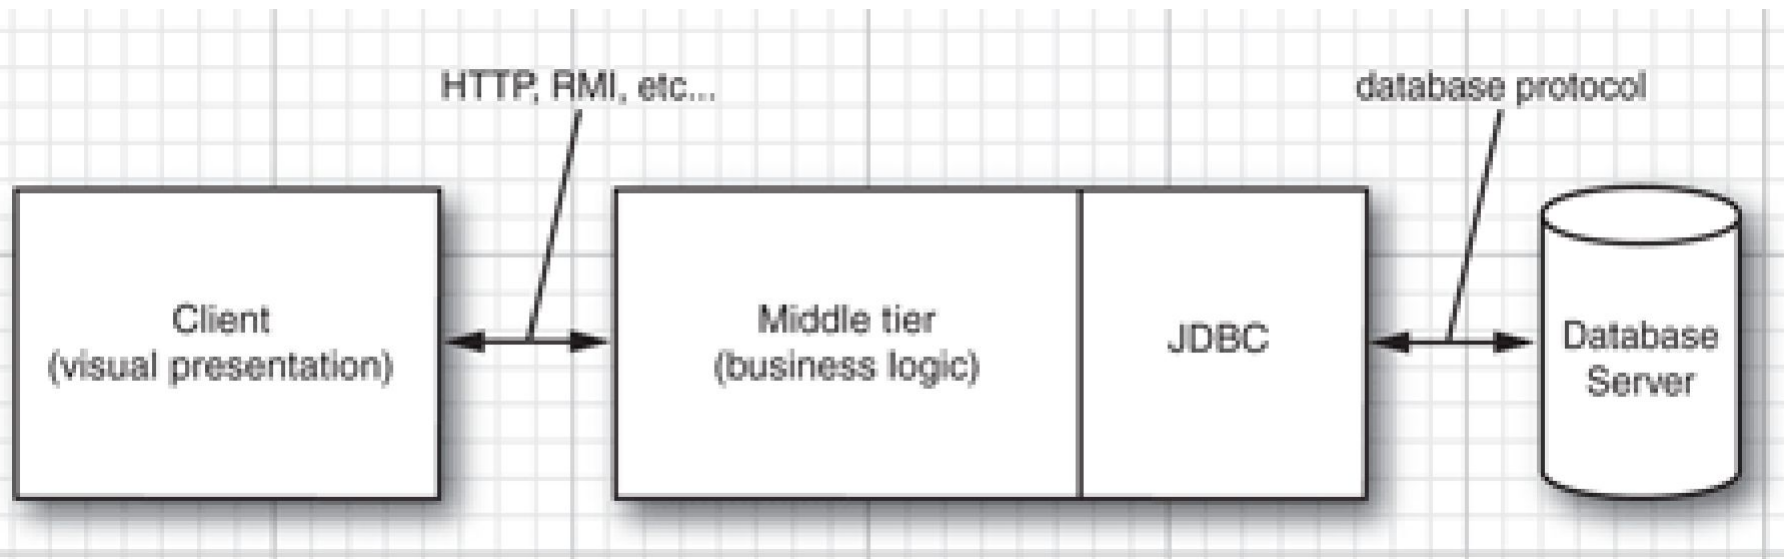 HTTP, RMI, etc...
database protocol
Client
(visual presentation)
Middle tier
(business logic)
JDBC
Database
Server